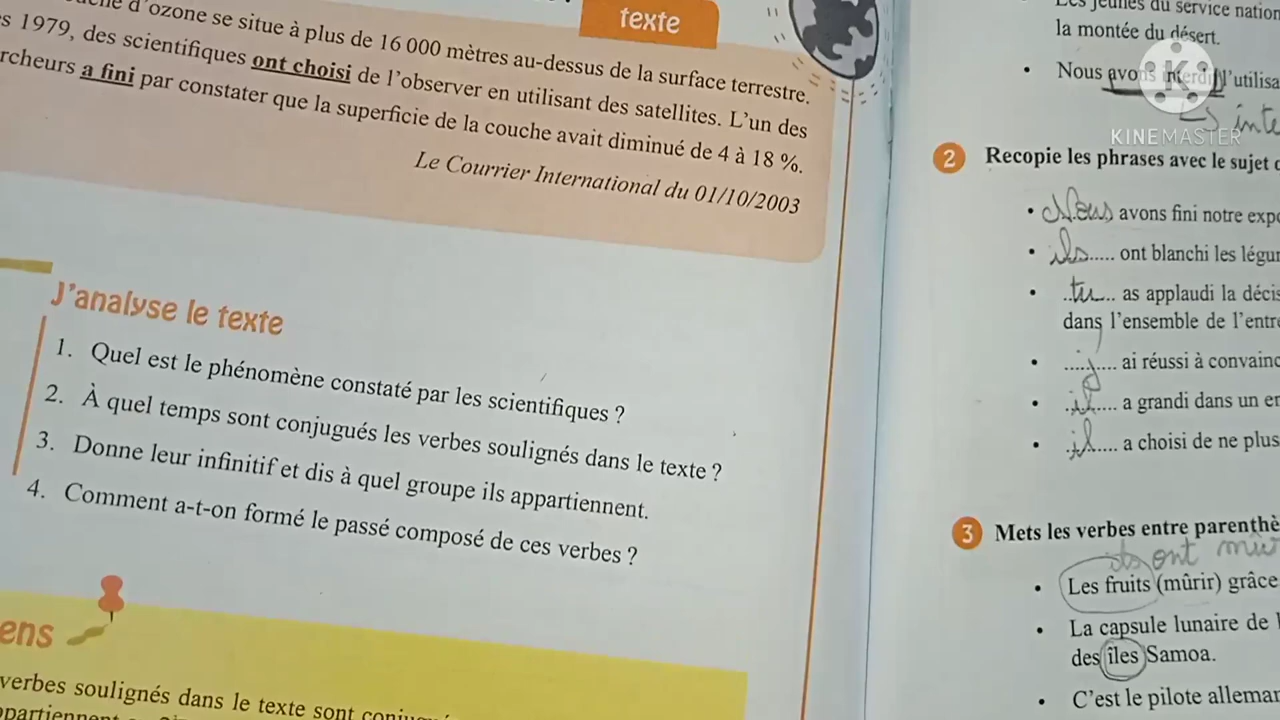 texte
d'ozone se situe à plus de 16 000 mètres au-dessus de la surface terrestre.
1979, des scientifiques ont choisi de l'observer en utilisant des satellites. L'un des
rcheurs a fini par constater que la superficie de la couche avait diminué de 4 à 18 %.
Le Courrier International du 01/10/2003
J'analyse le texte
1. Quel est le phénomène constaté par les scientifiques ?
2. À quel temps sont conjugués les verbes soulignés dans le texte ?
3. Donne leur infinitif et dis à quel groupe ils appartiennent.
4. Comment a-t-on formé le passé composé de ces verbes ?
ens
verbes soulignés dans le texte sont
Les jeunes du service nation
la montée du désert.
• Nous avons interdit l'utilisa
KINEMASTER
2 Recopie les phrases avec le sujet
• Nous avons fini notre expo
• ils..... ont blanchi les légum
• ..tu... as applaudi la décis
dans l'ensemble de l'entre
• .....j.... ai réussi à convainc
• ..il.... a grandi dans un en
• ..il..... a choisi de ne plus
3 Mets les verbes entre parenthè
ils ont mûr
• Les fruits (mûrir) grâce
• La capsule lunaire de
des îles Samoa.
• C'est le pilote alleman